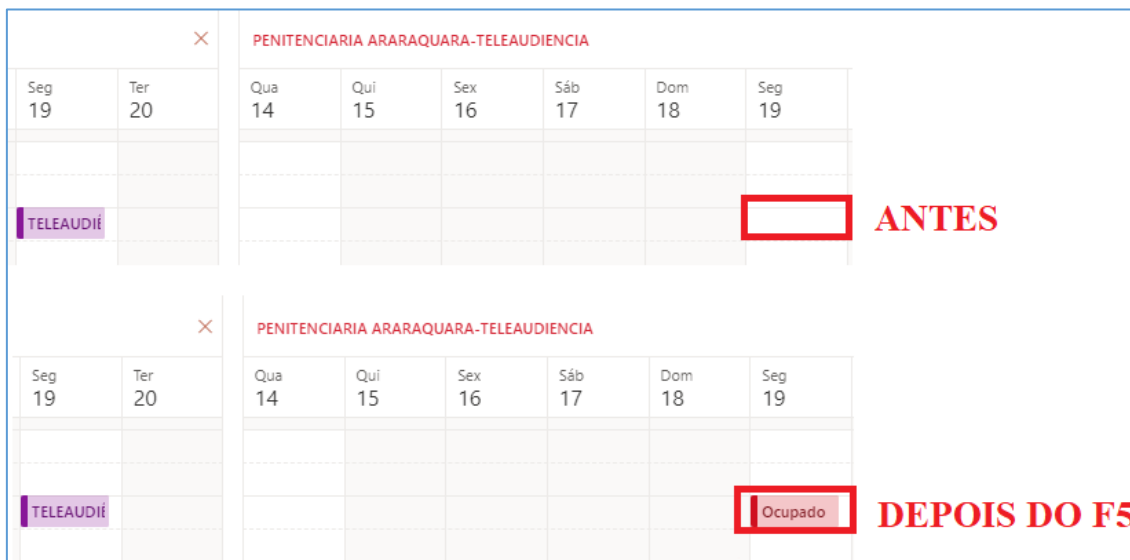 PENITENCIARIA ARARAQUARA-TELEAUDIENCIA
Seg Ter Qua Qui Sex Sáb Dom Seg
19 20 14 15 16 17 18 19
TELEAUDIÊ ANTES
PENITENCIARIA ARARAQUARA-TELEAUDIENCIA
Seg Ter Qua Qui Sex Sáb Dom Seg
19 20 14 15 16 17 18 19
TELEAUDIÊ Ocupado DEPOIS DO F5